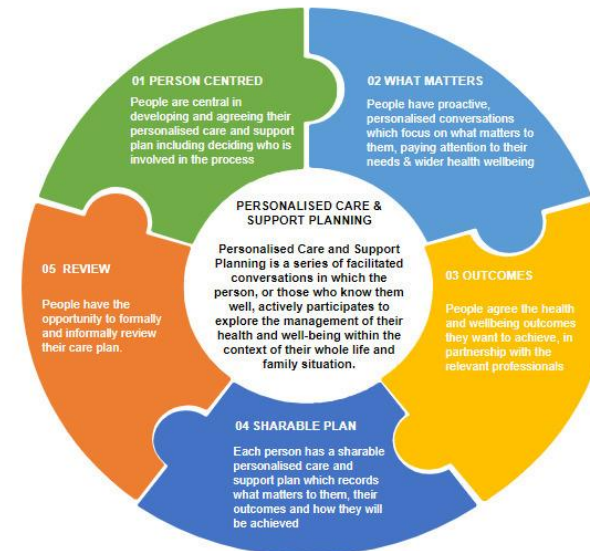 01 PERSON CENTRED
People are central in
developing and agreeing their
personalised care and support
plan including deciding who is
involved in the process
02 WHAT MATTERS
People have proactive,
personalised conversations
which focus on what matters to
them, paying attention to their
needs & wider health wellbeing
PERSONALISED CARE &
SUPPORT PLANNING
Personalised Care and Support
Planning is a series of facilitated
conversations in which the
person, or those who know them
well, actively participates to
explore the management of their
health and well-being within the
context of their whole life and
family situation.
03 OUTCOMES
People agree the health
and wellbeing outcomes
they want to achieve, in
partnership with the
relevant professionals
04 SHARABLE PLAN
Each person has a sharable
personalised care and
support plan which records
what matters to them, their
outcomes and how they will
be achieved
05 REVIEW
People have the
opportunity to formally
and informally review
their care plan.